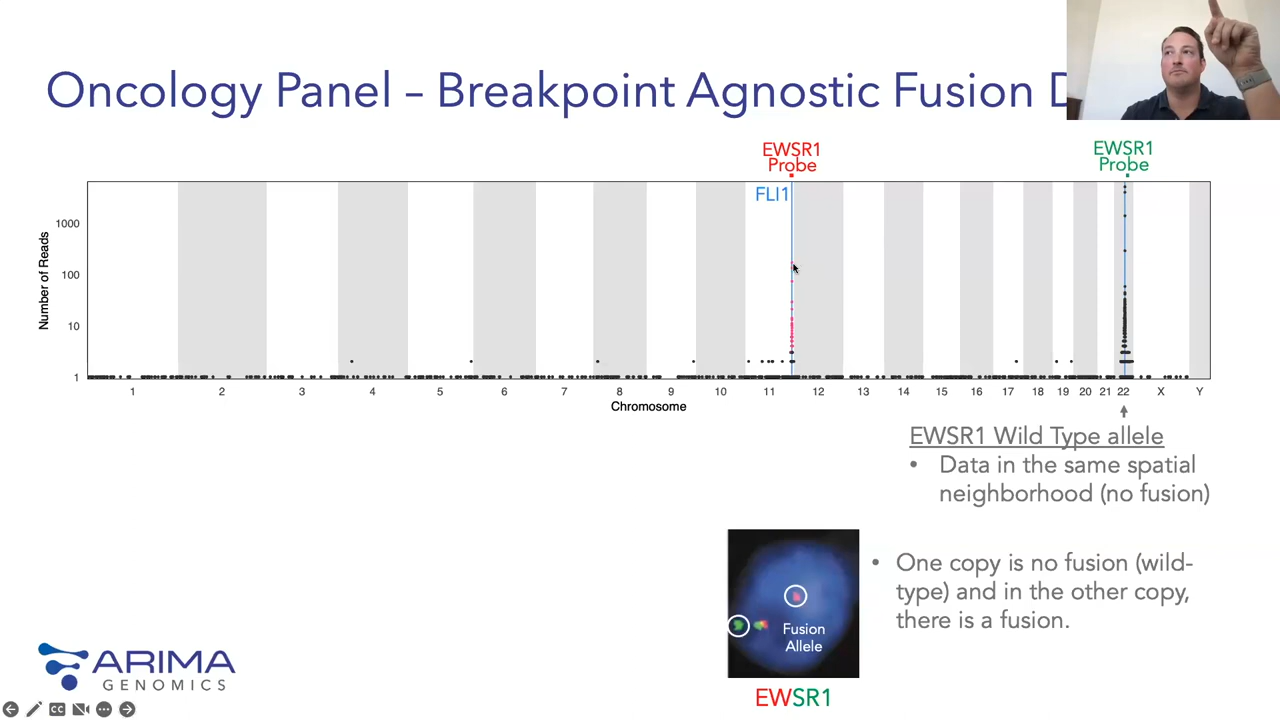 Oncology Panel – Breakpoint Agnostic Fusion D
EWSR1
Probe
EWSR1
Probe
FLI1
Number of Reads
1000
100
10
1
1 2 3 4 5 6 7 8 9 10 11 12 13 14 15 16 17 18 19 20 21 22 X Y
Chromosome
EWSR1 Wild Type allele
• Data in the same spatial
neighborhood (no fusion)
• One copy is no fusion (wild-
type) and in the other copy,
there is a fusion.
Fusion
Allele
EWSR1
ARIMA
GENOMICS
CC